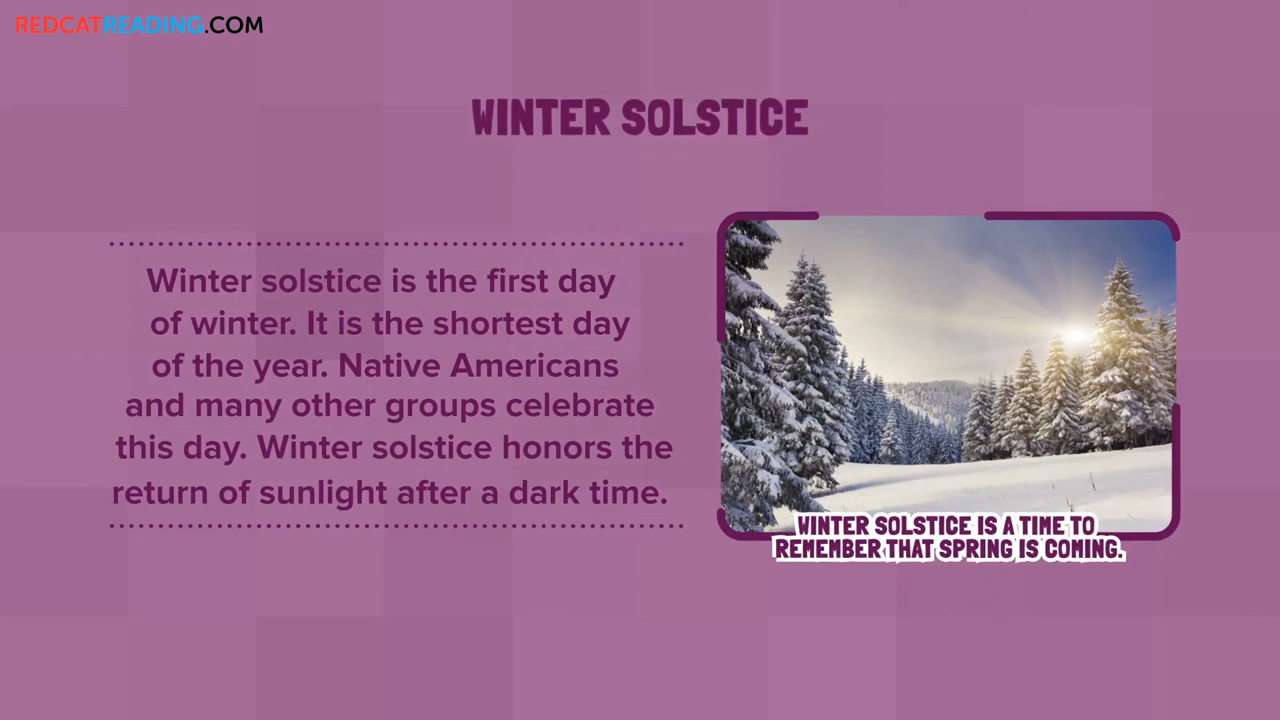 REDCATREADING.COM
WINTER SOLSTICE
Winter solstice is the first day
of winter. It is the shortest day
of the year. Native Americans
and many other groups celebrate
this day. Winter solstice honors the
return of sunlight after a dark time.
WINTER SOLSTICE IS A TIME TO
REMEMBER THAT SPRING IS COMING.